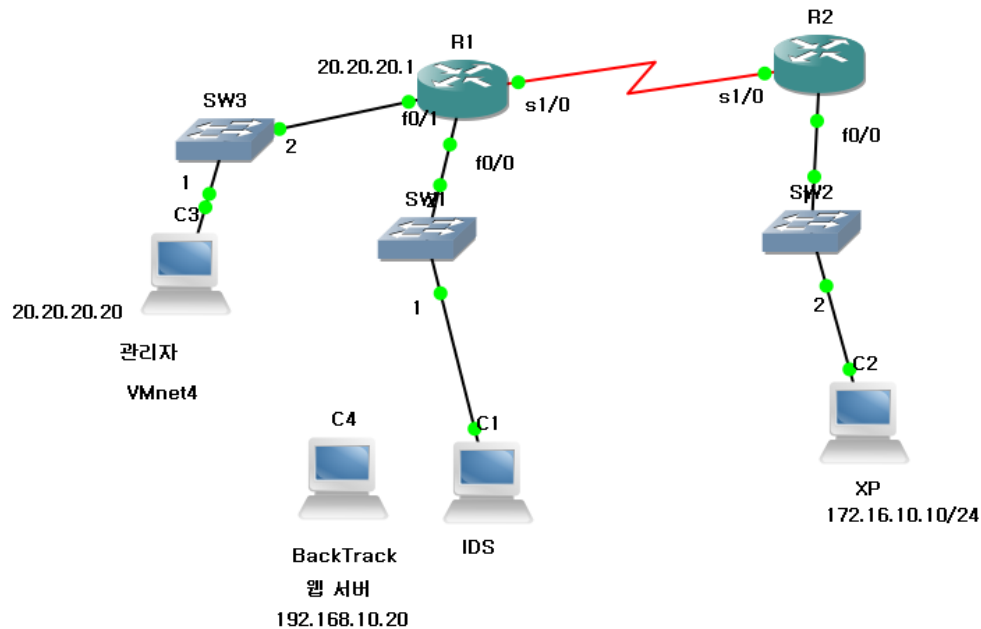 R2
R1
20.20.20.1
s1/0
s1/0
SW3
f0/1
2
f0/0
f0/0
1
SW1
SW2
C3
20.20.20.20
1
2
관리자
VMnet4
C2
C4
C1
XP
172.16.10.10/24
IDS
BackTrack
웹 서버
192.168.10.20